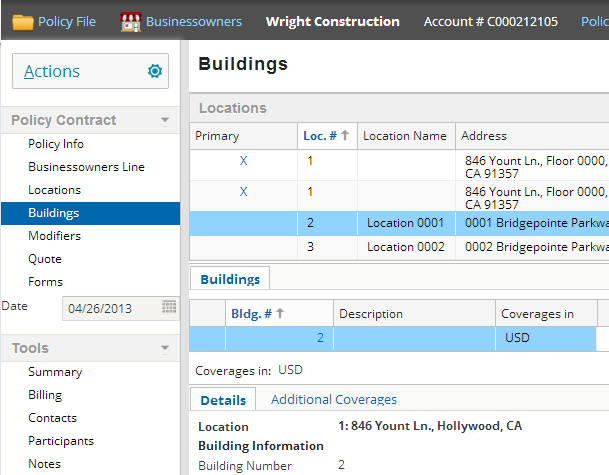 Policy File Businessowners Wright Construction Account # C000212105 Polic
Actions
Policy Contract
Policy Info
Businessowners Line
Locations
Buildings
Modifiers
Quote
Forms
Date 04/26/2013
Tools
Summary
Billing
Contacts
Participants
Notes
Buildings
Locations
Primary Loc. # Location Name Address
X 1 846 Yount Ln., Floor 0000,
CA 91357
X 1 846 Yount Ln., Floor 0000,
CA 91357
2 Location 0001 0001 Bridgepointe Parkwa
3 Location 0002 0002 Bridgepointe Parkwa
Buildings
Bldg. # Description Coverages in
2 USD
Coverages in: USD
Details Additional Coverages
Location 1: 846 Yount Ln., Hollywood, CA
Building Information
Building Number 2